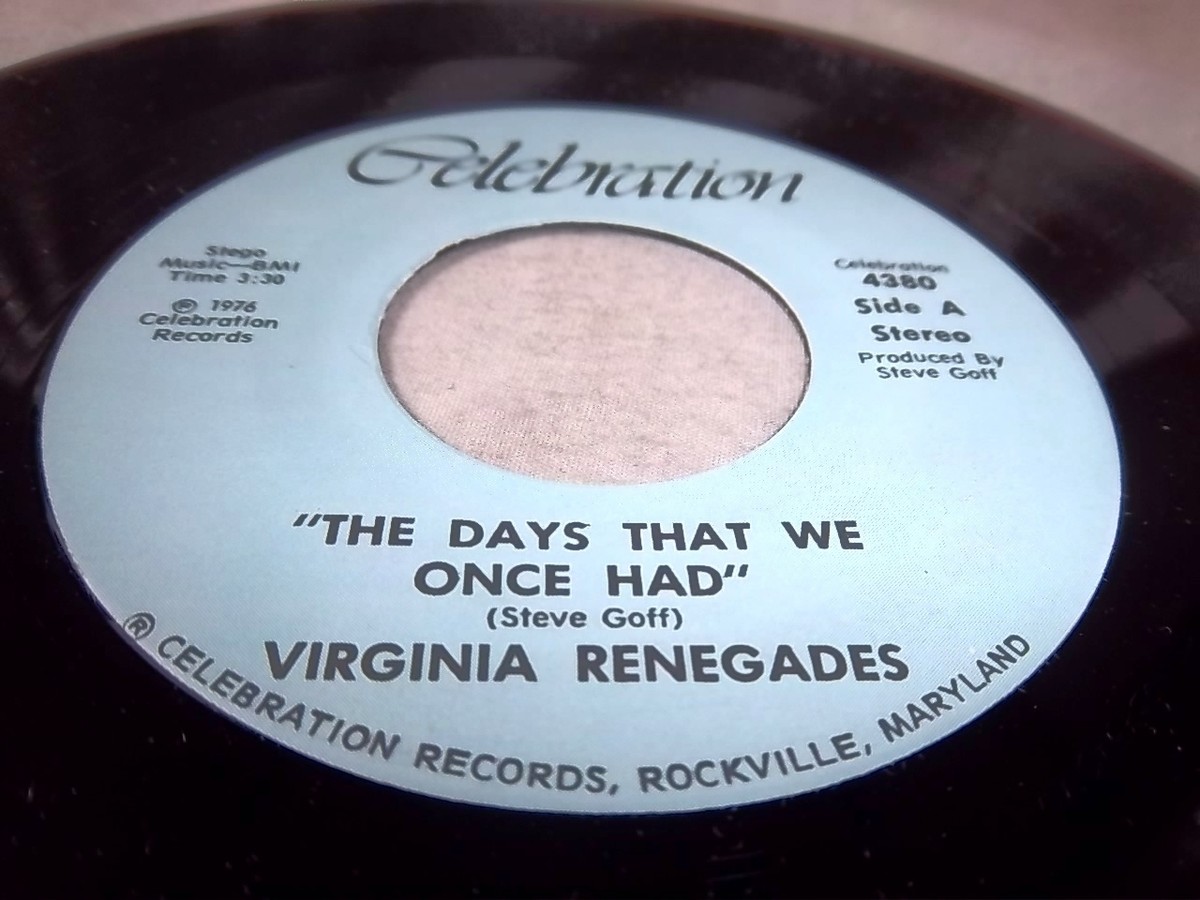 Celebration
Stego
Music—BMI
Time 3:30
℗ 1976
Celebration
Records
Celebration
4380
Side A
Stereo
Produced By
Steve Goff
"THE DAYS THAT WE
ONCE HAD"
(Steve Goff)
VIRGINIA RENEGADES
® CELEBRATION RECORDS, ROCKVILLE, MARYLAND